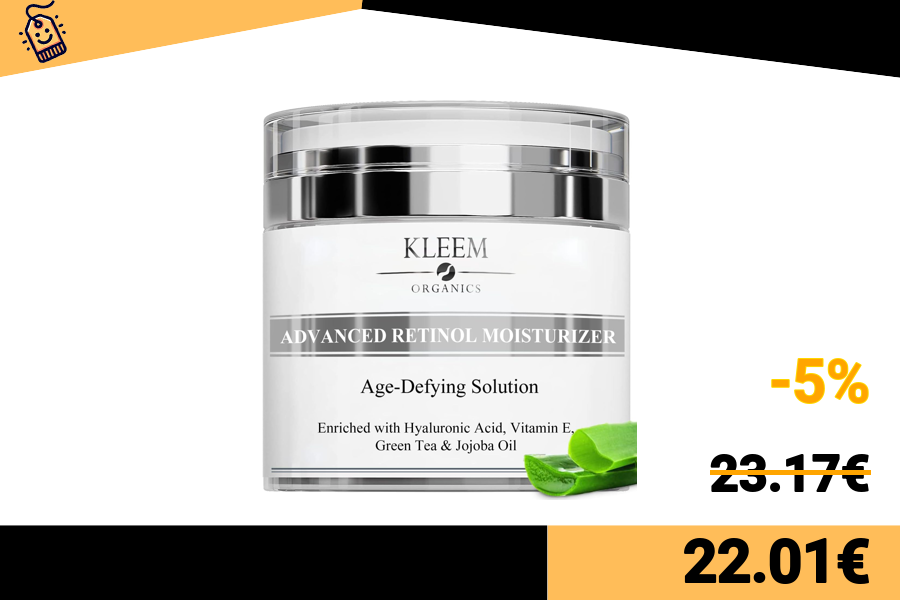 KLEEM
ORGANICS
ADVANCED RETINOL MOISTURIZER
Age-Defying Solution
Enriched with Hyaluronic Acid, Vitamin E,
Green Tea & Jojoba Oil
-5%
23.17€
22.01€